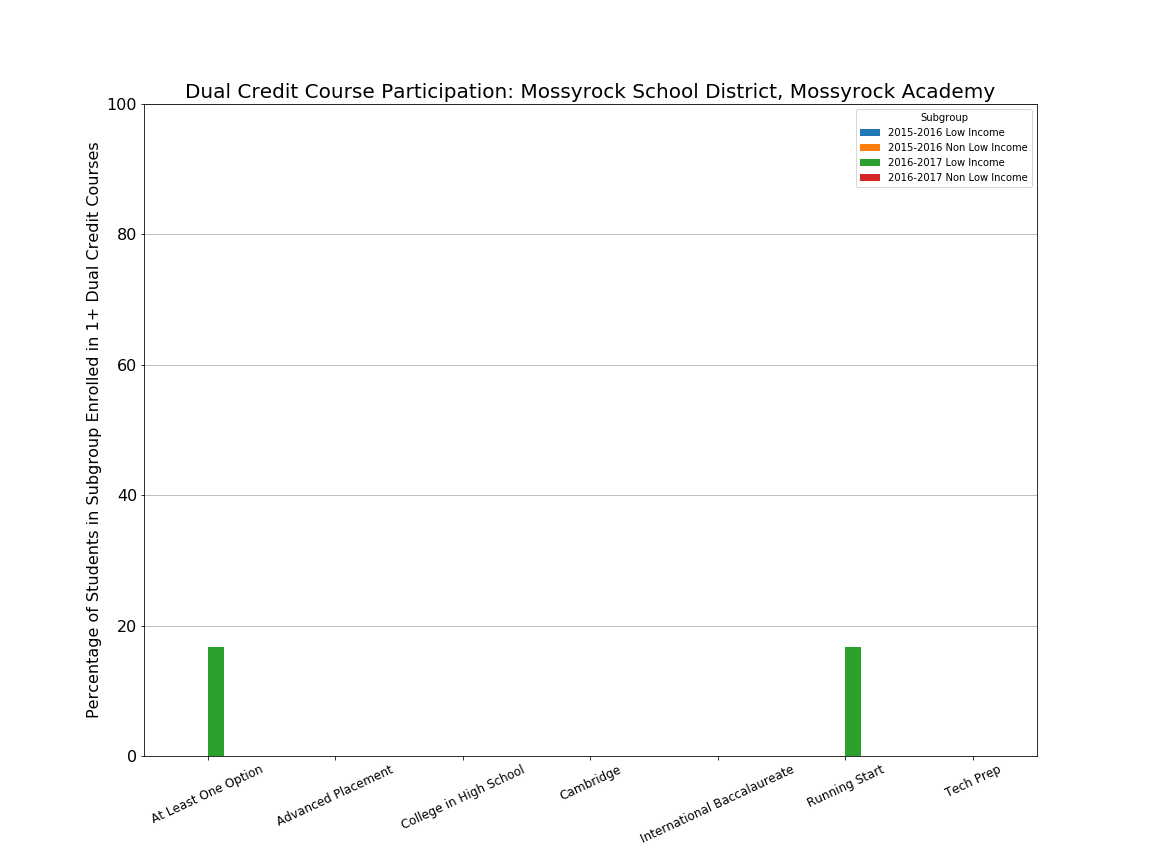 Dual Credit Course Participation: Mossyrock School District, Mossyrock Academy
Percentage of Students in Subgroup Enrolled in 1+ Dual Credit Courses
100
80
60
40
20
0
Subgroup
2015-2016 Low Income
2015-2016 Non Low Income
2016-2017 Low Income
2016-2017 Non Low Income
At Least One Option
Advanced Placement
College in High School
Cambridge
International Baccalaureate
Running Start
Tech Prep